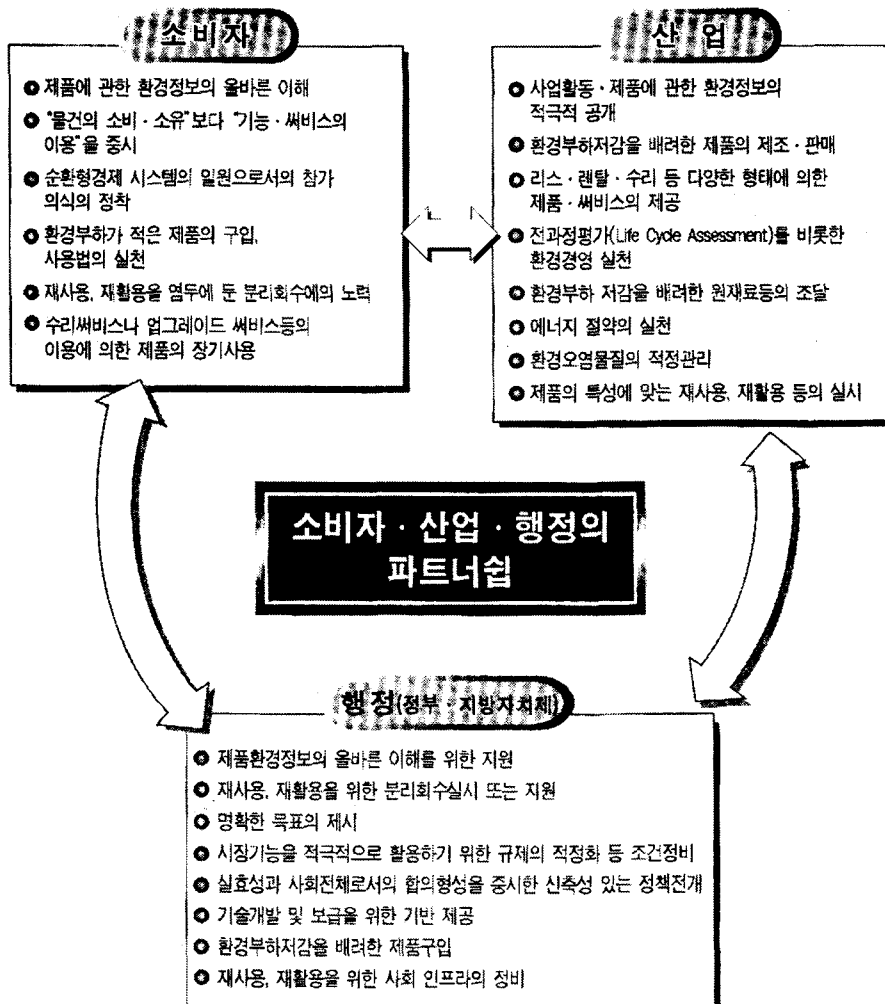 소비자
● 제품에 관한 환경정보의 올바른 이해
● "물건의 소비 · 소유"보다 "기능 · 써비스의
이용"을 중시
● 순환형경제 시스템의 일원으로서의 참가
의식의 정착
● 환경부하가 적은 제품의 구입,
사용법의 실천
● 재사용, 재활용을 염두에 둔 분리회수에의 노력
● 수리써비스나 업그레이드 써비스등의
이용에 의한 제품의 장기사용
산 업
● 사업활동 · 제품에 관한 환경정보의
적극적 공개
● 환경부하저감을 배려한 제품의 제조 · 판매
● 리스 · 렌탈 · 수리 등 다양한 형태에 의한
제품 · 써비스의 제공
● 전과정평가(Life Cycle Assessment)를 비롯한
환경경영 실천
● 환경부하 저감을 배려한 원재료등의 조달
● 에너지 절약의 실천
● 환경오염물질의 적정관리
● 제품의 특성에 맞는 재사용, 재활용 등의 실시
소비자 · 산업 · 행정의
파트너쉽
행정(정부 · 지방자치제)
● 제품환경정보의 올바른 이해를 위한 지원
● 재사용, 재활용을 위한 분리회수실시 또는 지원
● 명확한 목표의 제시
● 시장기능을 적극적으로 활용하기 위한 규제의 적정화 등 조건정비
● 실효성과 사회전체로서의 합의형성을 중시한 신축성 있는 정책전개
● 기술개발 및 보급을 위한 기반 제공
● 환경부하저감을 배려한 제품구입
● 재사용, 재활용을 위한 사회 인프라의 정비